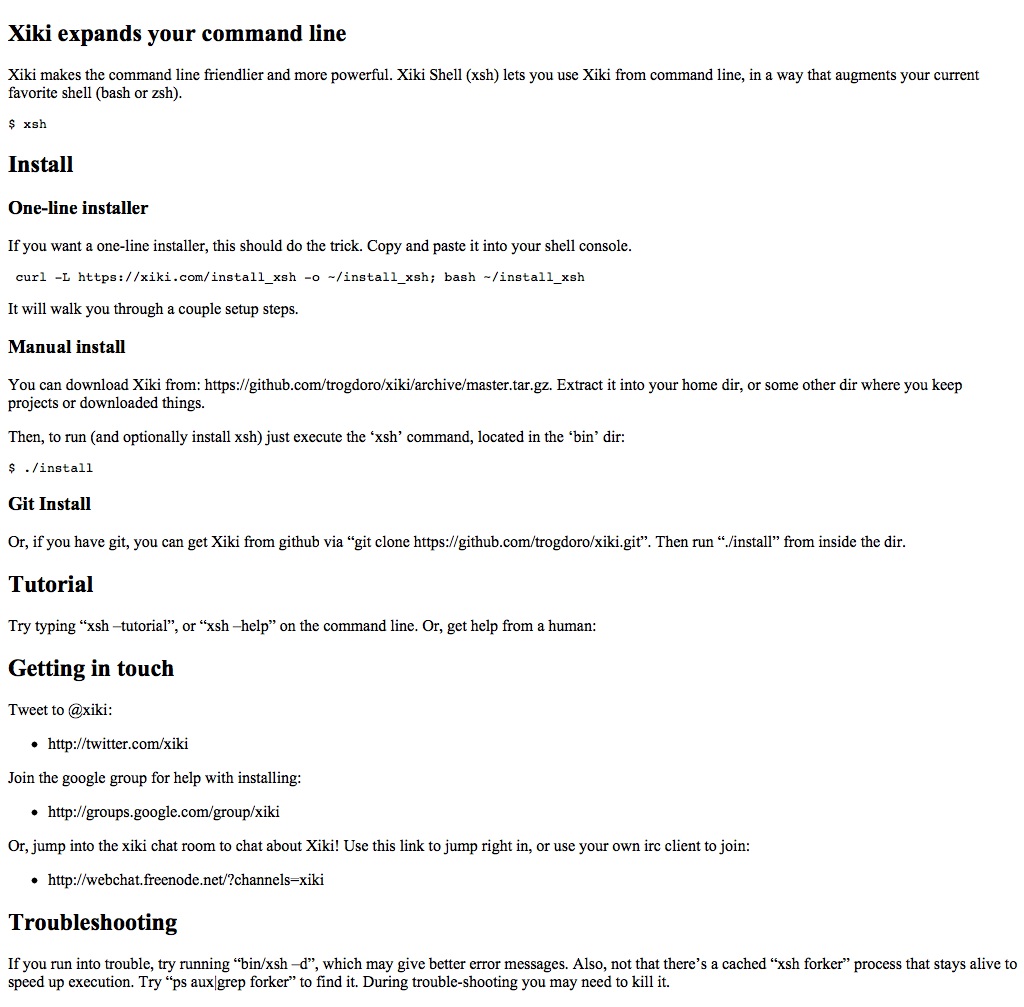 Xiki expands your command line
Xiki makes the command line friendlier and more powerful. Xiki Shell (xsh) lets you use Xiki from command line, in a way that augments your current
favorite shell (bash or zsh).
$ xsh
Install
One-line installer
If you want a one-line installer, this should do the trick. Copy and paste it into your shell console.
curl -L https://xiki.com/install_xsh -o ~/install_xsh; bash ~/install_xsh
It will walk you through a couple setup steps.
Manual install
You can download Xiki from: https://github.com/trogdoro/xiki/archive/master.tar.gz. Extract it into your home dir, or some other dir where you keep
projects or downloaded things.
Then, to run (and optionally install xsh) just execute the ‘xsh’ command, located in the ‘bin’ dir:
$ ./install
Git Install
Or, if you have git, you can get Xiki from github via “git clone https://github.com/trogdoro/xiki.git”. Then run “./install” from inside the dir.
Tutorial
Try typing “xsh –tutorial”, or “xsh –help” on the command line. Or, get help from a human:
Getting in touch
Tweet to @xiki:
• http://twitter.com/xiki
Join the google group for help with installing:
• http://groups.google.com/group/xiki
Or, jump into the xiki chat room to chat about Xiki! Use this link to jump right in, or use your own irc client to join:
• http://webchat.freenode.net/?channels=xiki
Troubleshooting
If you run into trouble, try running “bin/xsh –d”, which may give better error messages. Also, not that there’s a cached “xsh forker” process that stays alive to
speed up execution. Try “ps aux|grep forker” to find it. During trouble-shooting you may need to kill it.